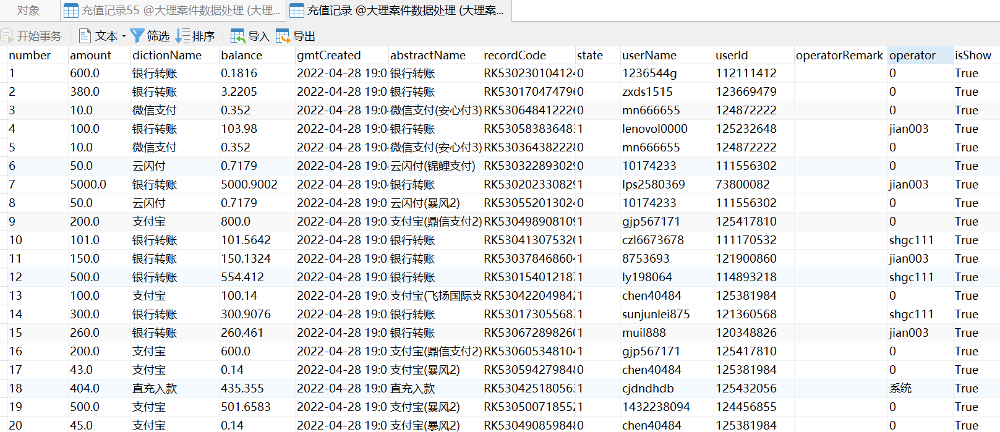 对象 充值记录55 @大理案件数据处理 (大理... 充值记录 @大理案件数据处理 (大理案...
开始事务 文本 筛选 排序 导入 导出
number amount dictionName balance gmtCreated abstractName recordCode state userName userId operatorRemark operator isShow
1 600.0 银行转账 0.1816 2022-04-28 19:0 银行转账 RK530230104124 0 1236544g 112111412 0 True
2 380.0 银行转账 3.2205 2022-04-28 19:0 银行转账 RK530170474796 0 zxds1515 123669479 0 True
3 10.0 微信支付 0.352 2022-04-28 19:0 微信支付(安心付3) RK530648412226 0 mn666655 124872222 0 True
4 100.0 银行转账 103.98 2022-04-28 19:0 银行转账 RK530583836483 1 lenovol0000 125232648 jian003 True
5 10.0 微信支付 0.352 2022-04-28 19:0 微信支付(安心付3) RK530364382228 0 mn666655 124872222 0 True
6 50.0 云闪付 0.7179 2022-04-28 19:0 云闪付(锦鲤支付) RK530322893029 0 10174233 111556302 0 True
7 5000.0 银行转账 5000.9002 2022-04-28 19:0 银行转账 RK530202330829 1 lps2580369 73800082 jian003 True
8 50.0 云闪付 0.7179 2022-04-28 19:0 云闪付(暴风2) RK530552013024 0 10174233 111556302 0 True
9 200.0 支付宝 800.0 2022-04-28 19:0 支付宝(鼎信支付2) RK530498908109 1 gjp567171 125417810 0 True
10 101.0 银行转账 101.5642 2022-04-28 19:0 银行转账 RK530413075320 1 czl6673678 111170532 shgc111 True
11 150.0 银行转账 150.1324 2022-04-28 19:0 银行转账 RK530378468604 1 8753693 121900860 jian003 True
12 500.0 银行转账 554.412 2022-04-28 19:0 银行转账 RK530154012187 1 ly198064 114893218 shgc111 True
13 100.0 支付宝 100.14 2022-04-28 19:0 支付宝(飞扬国际支 RK530422049842 1 chen40484 125381984 0 True
14 300.0 银行转账 300.9076 2022-04-28 19:0 银行转账 RK530173055687 1 sunjunlei875 121360568 shgc111 True
15 260.0 银行转账 260.461 2022-04-28 19:0 银行转账 RK530672898260 1 muil888 120348826 jian003 True
16 200.0 支付宝 600.0 2022-04-28 19:0 支付宝(鼎信支付2) RK530605348104 1 gjp567171 125417810 0 True
17 43.0 支付宝 0.14 2022-04-28 19:0 支付宝(暴风2) RK530594279848 0 chen40484 125381984 0 True
18 404.0 直充入款 435.355 2022-04-28 19:0 直充入款 RK530425180563 1 cjdndhdb 125432056 系统 True
19 500.0 支付宝 501.6583 2022-04-28 19:0 支付宝(暴风2) RK530500718552 1 1432238094 124456855 0 True
20 45.0 支付宝 0.14 2022-04-28 19:0 支付宝(暴风2) RK530490859848 0 chen40484 125381984 0 True